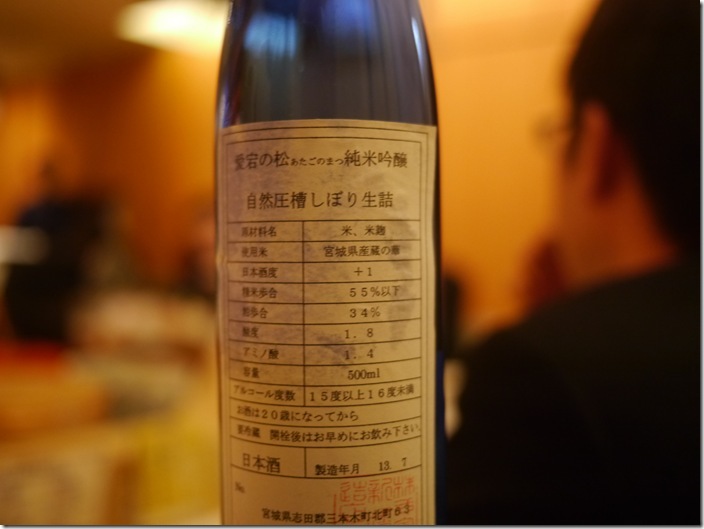 愛宕の松あたごのまつ純米吟醸
自然圧槽しぼり生詰
原材料名 米、米麹
使用米 宮城県産蔵の華
日本酒度 +1
精米歩合 55%以下
粕歩合 34%
酸度 1.8
アミノ酸 1.4
容量 500ml
アルコール度数 15度以上16度未満
お酒は20歳になってから
要冷蔵 開栓後はお早めにお飲み下さい。
日本酒 製造年月 13. 7
No
宮城県志田郡三本木町北町63